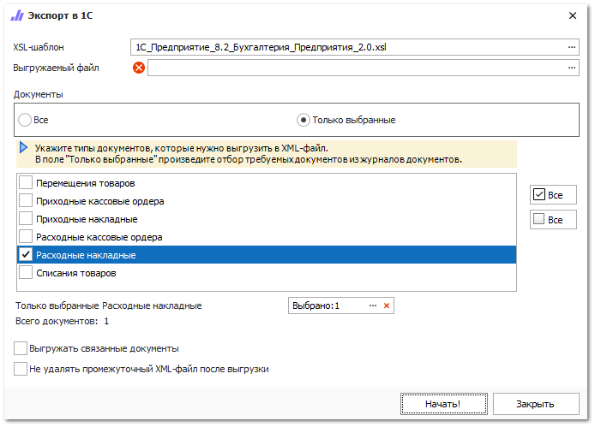 Экспорт в 1С
XSL-шаблон
1С_Предприятие_8.2_Бухгалтерия_Предприятия_2.0.xsl
...
Выгружаемый файл
...
Документы
Все
Только выбранные
Укажите типы документов, которые нужно выгрузить в XML-файл.
В поле "Только выбранные" произведите отбор требуемых документов из журналов документов.
Перемещения товаров
Приходные кассовые ордера
Приходные накладные
Расходные кассовые ордера
Расходные накладные
Списания товаров
Все
Все
Только выбранные Расходные накладные
Выбрано:1
...
Всего документов: 1
Выгружать связанные документы
Не удалять промежуточный XML-файл после выгрузки
Начать!
Закрыть